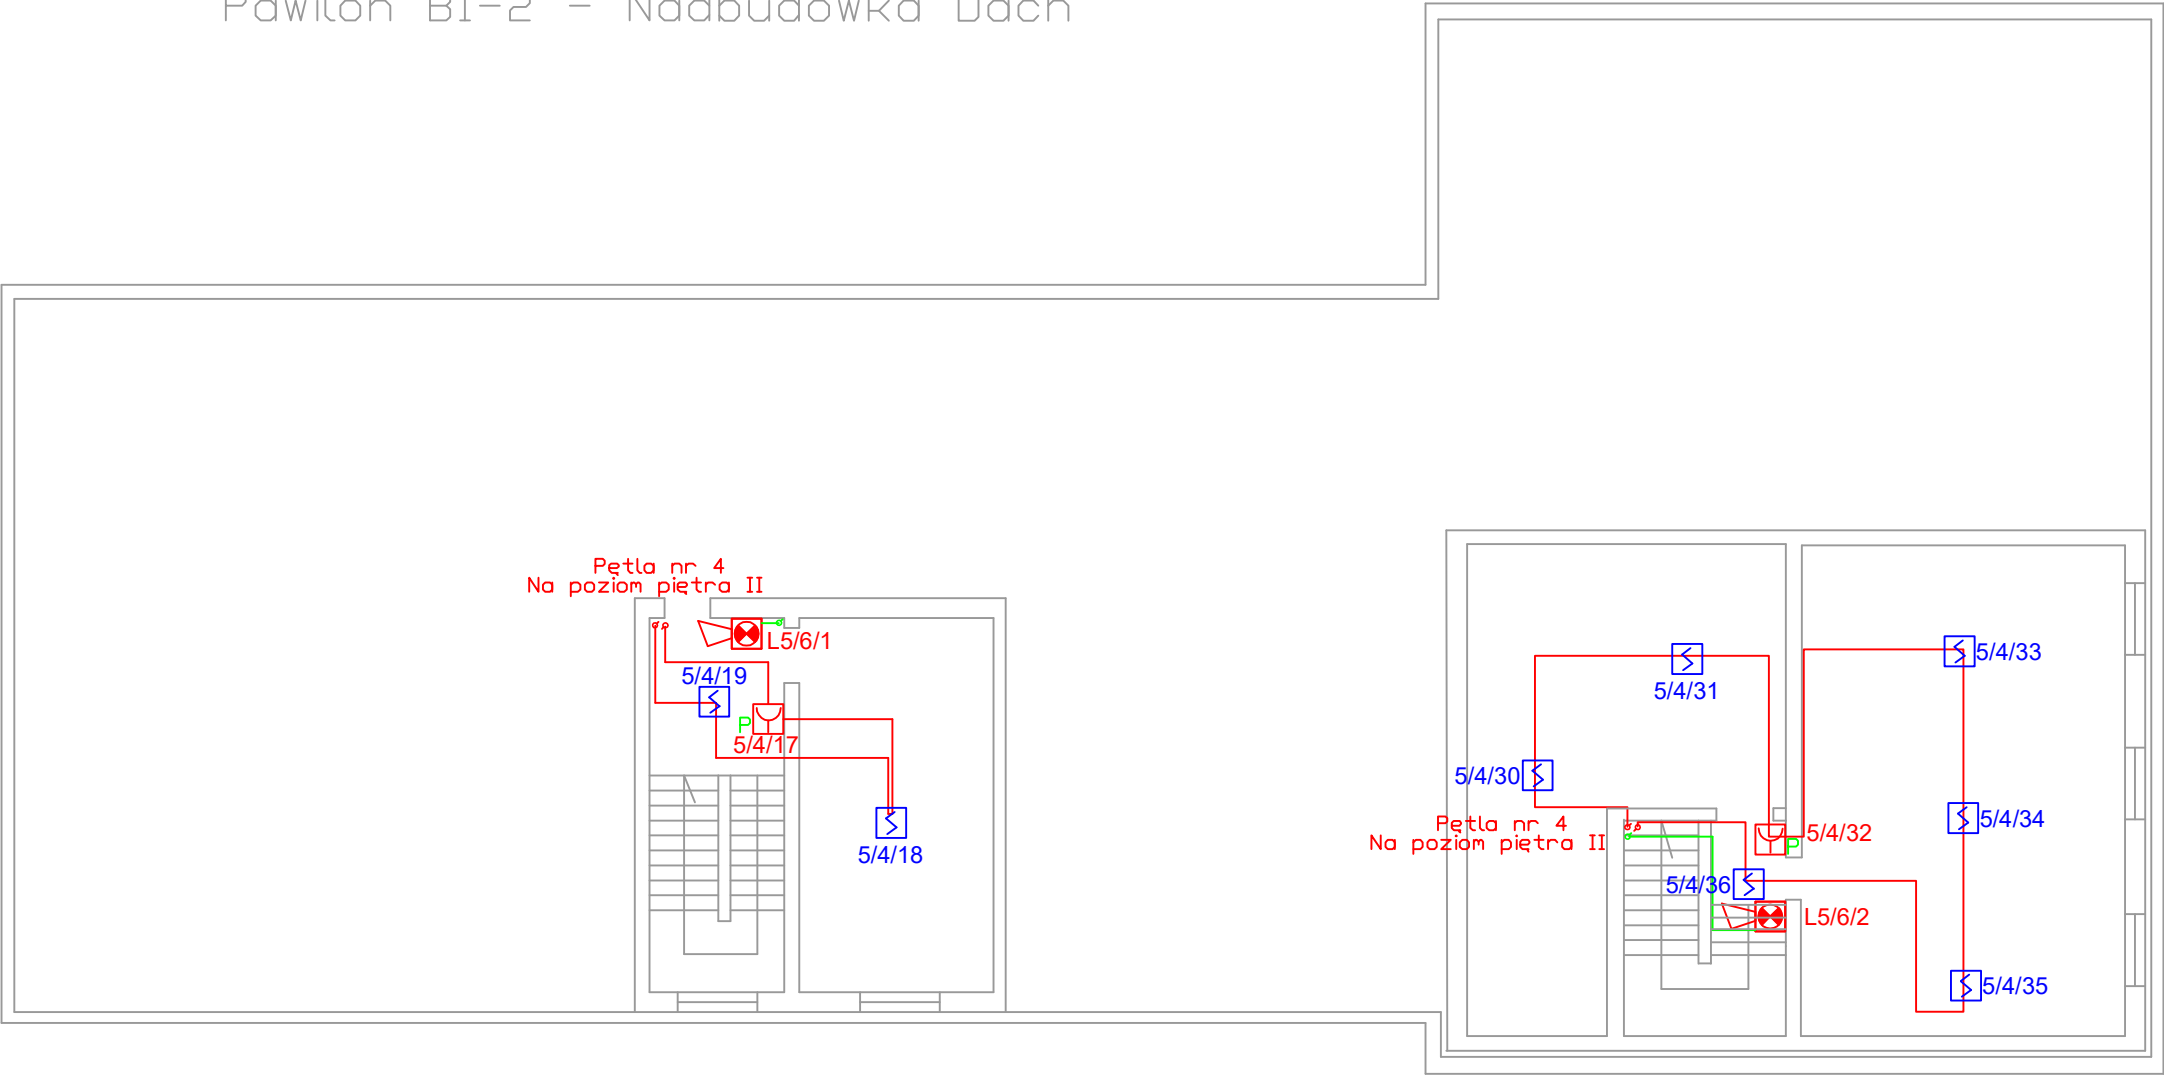 Pawilon BI-2 - Nadbudówka Dach
Pętla nr 4
Na poziom piętra II
L5/6/1
5/4/19
P
5/4/17
5/4/18
5/4/33
5/4/31
5/4/30
5/4/34
Pętla nr 4
Na poziom piętra II
5/4/32
P
5/4/36
L5/6/2
5/4/35